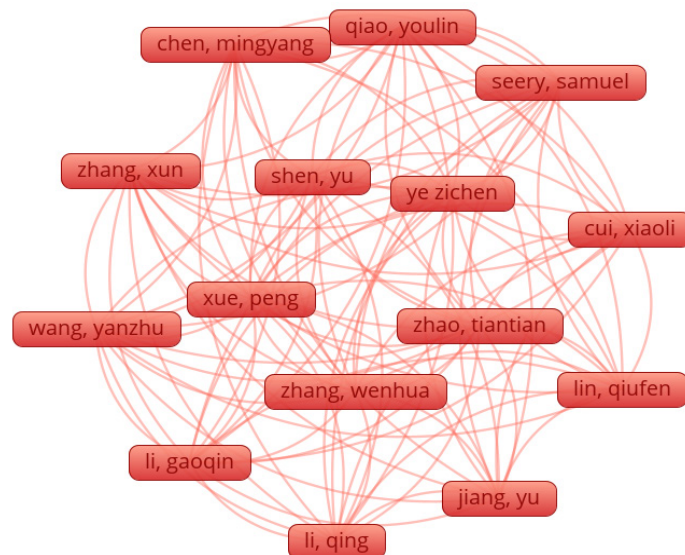 qiao, youlin
chen, mingyang
seery, samuel
zhang, xun
shen, yu
ye zichen
cui, xiaoli
xue, peng
wang, yanzhu
zhao, tiantian
zhang, wenhua
lin, qiufen
li, gaoqin
jiang, yu
li, qing